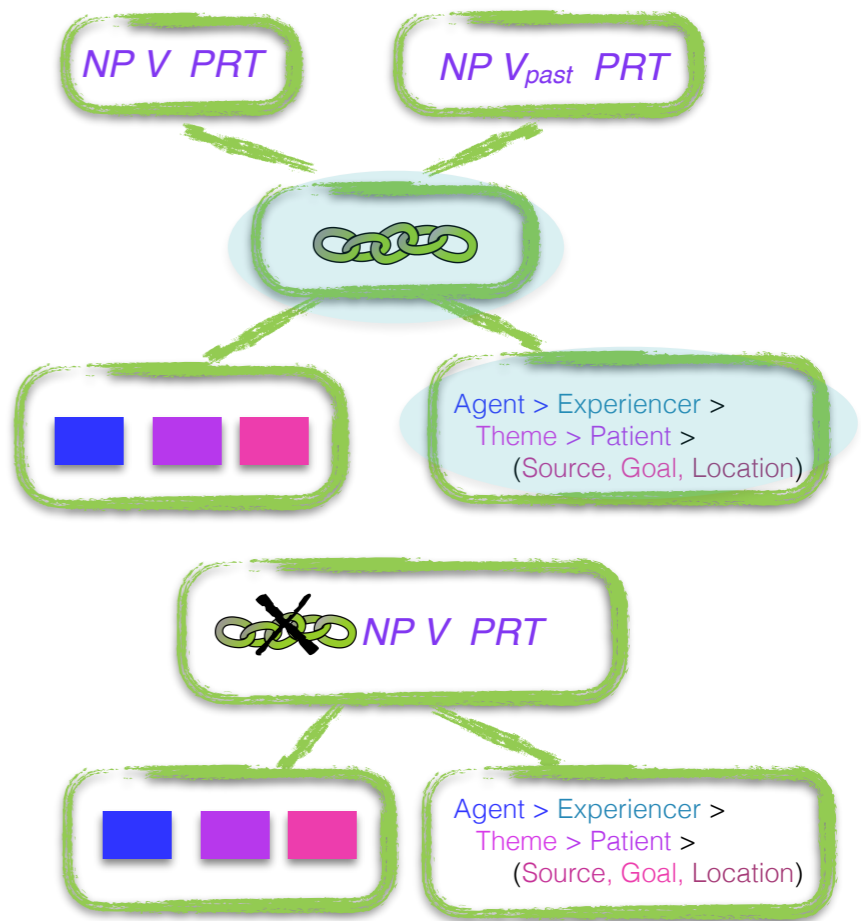 NP V PRT
NP Vpast PRT
Agent > Experiencer >
Theme > Patient >
(Source, Goal, Location)
NP V PRT
Agent > Experiencer >
Theme > Patient >
(Source, Goal, Location)